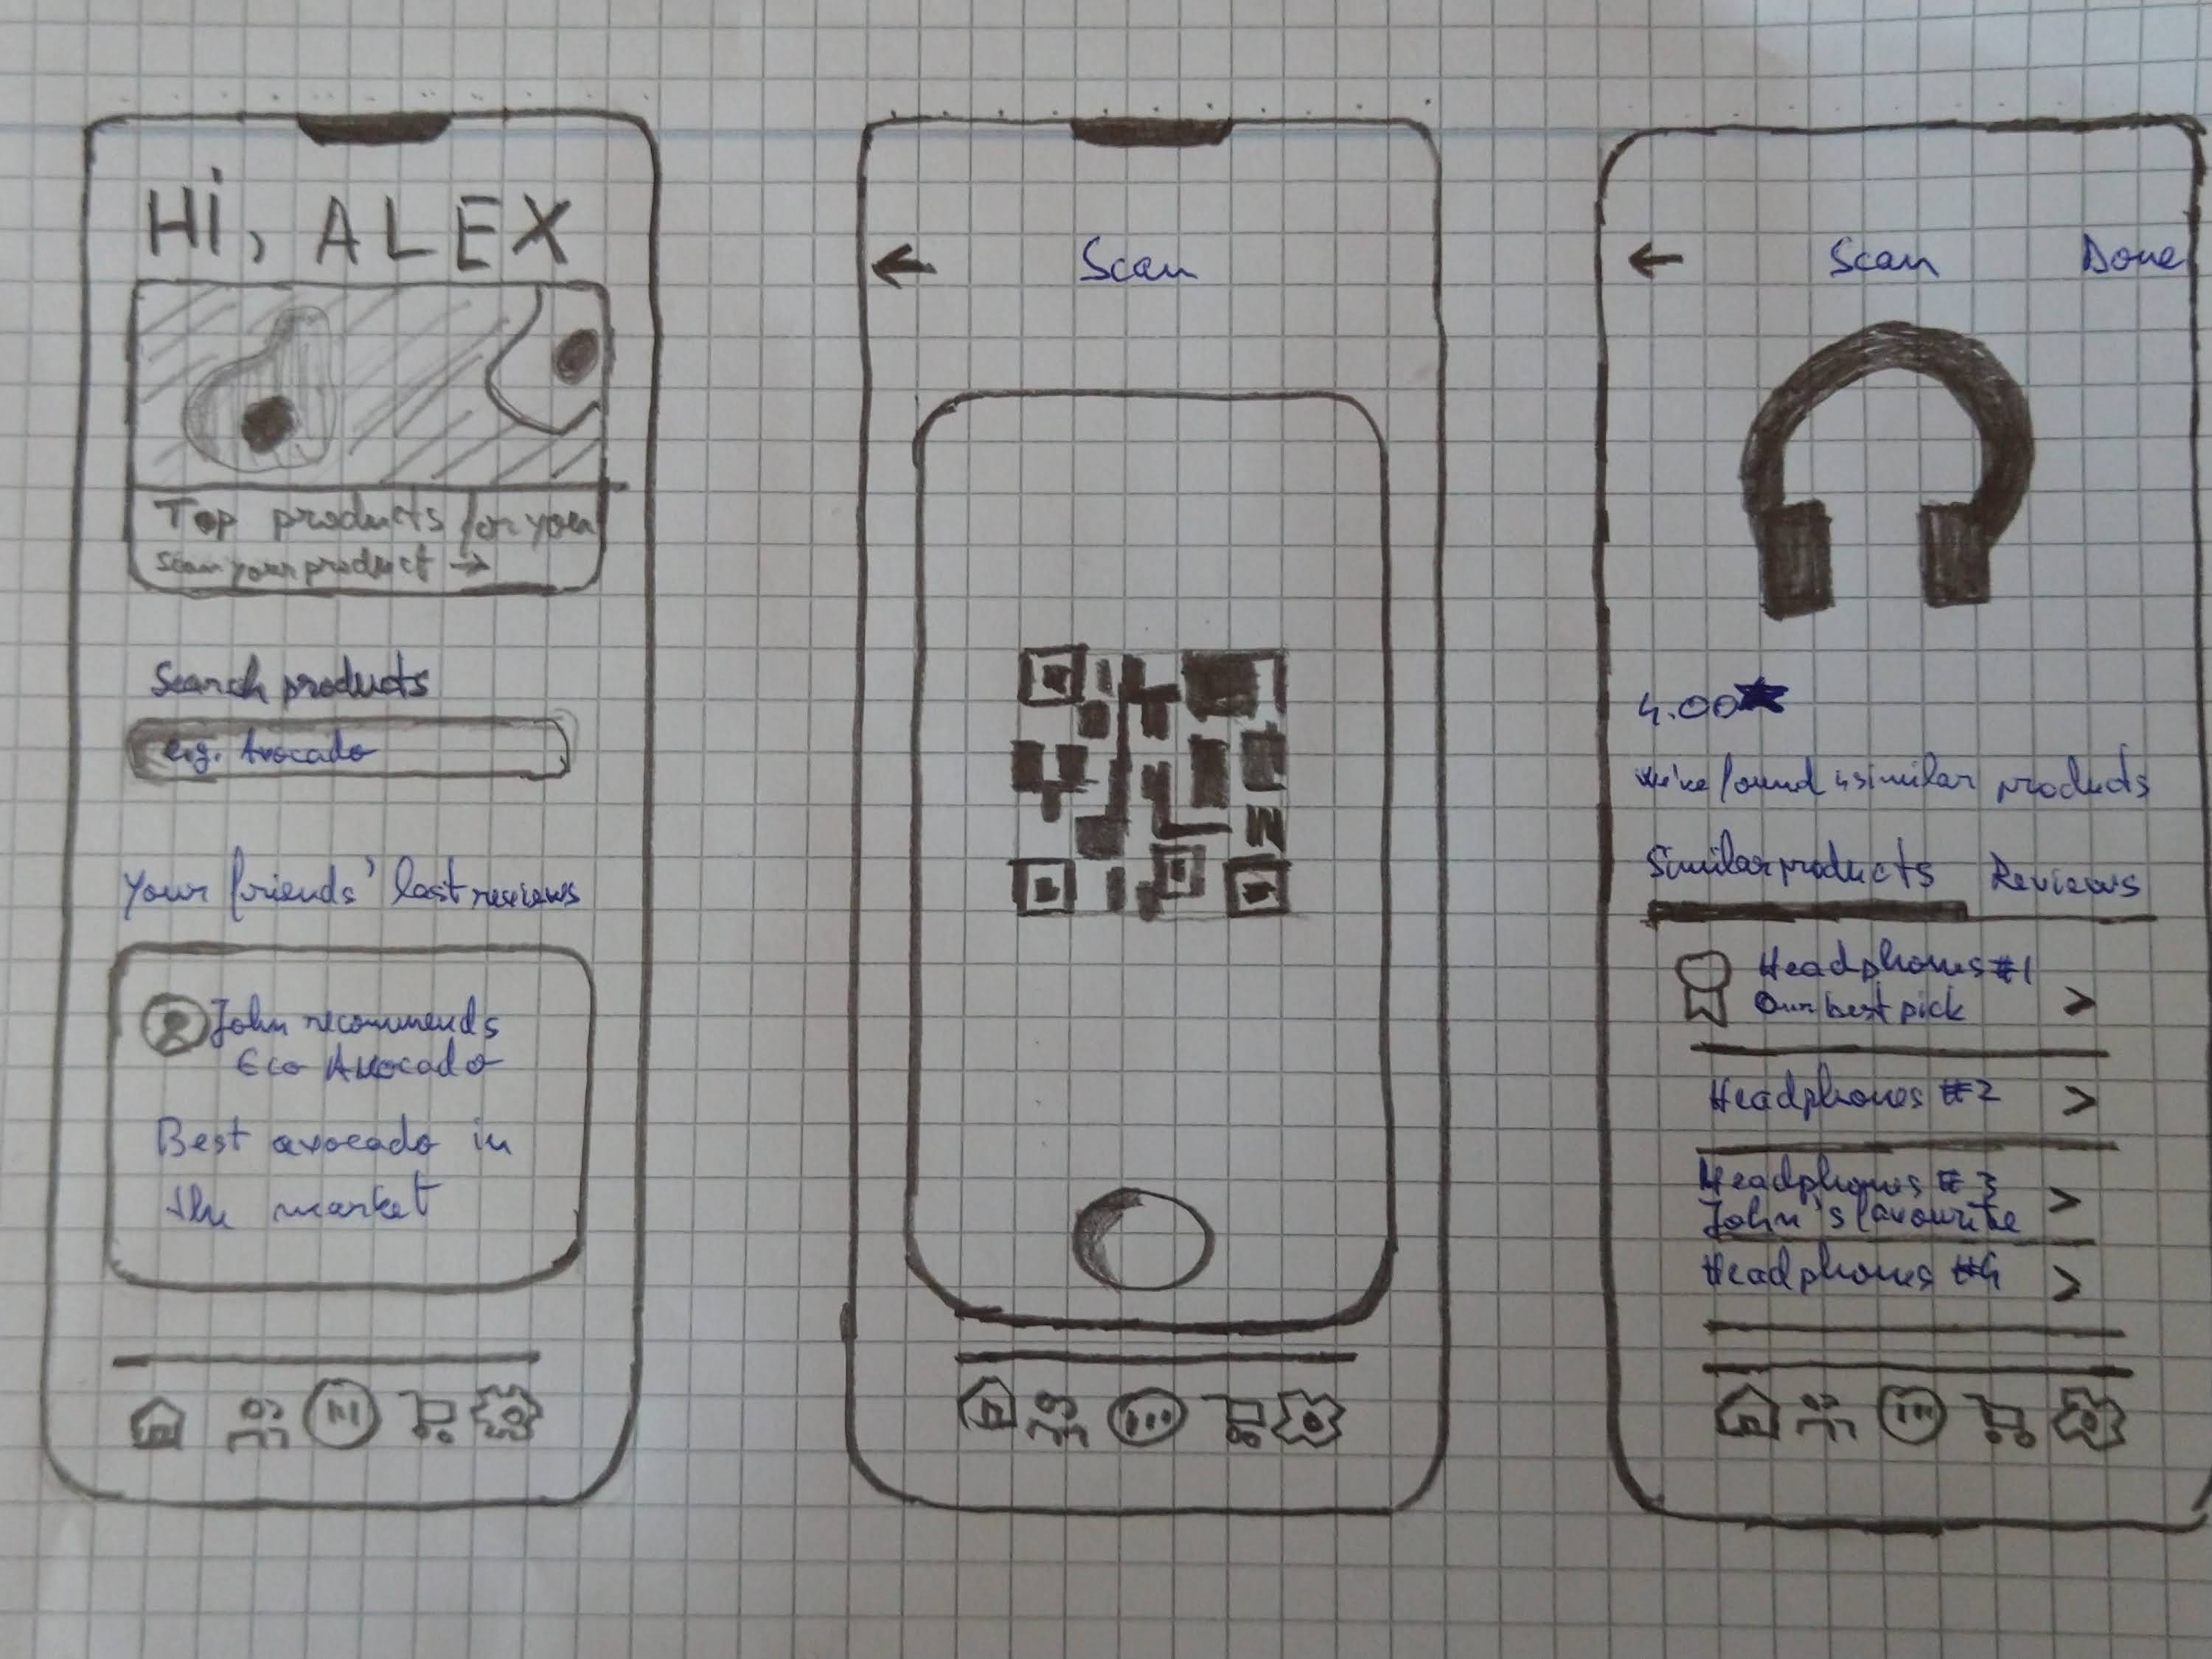 Hi, ALEX
Top products for you
Scan your product →
Search products
e.g. Avocado
Your friends' last reviews
John recommends
Eco Avocado
Best avocado in
the market
← Scan
← Scan Done
4.00★
We've found 4 similar products
Similar products Reviews
Headphones #1
Our best pick >
Headphones #2 >
Headphones #3
John's favourite >
Headphones #4 >